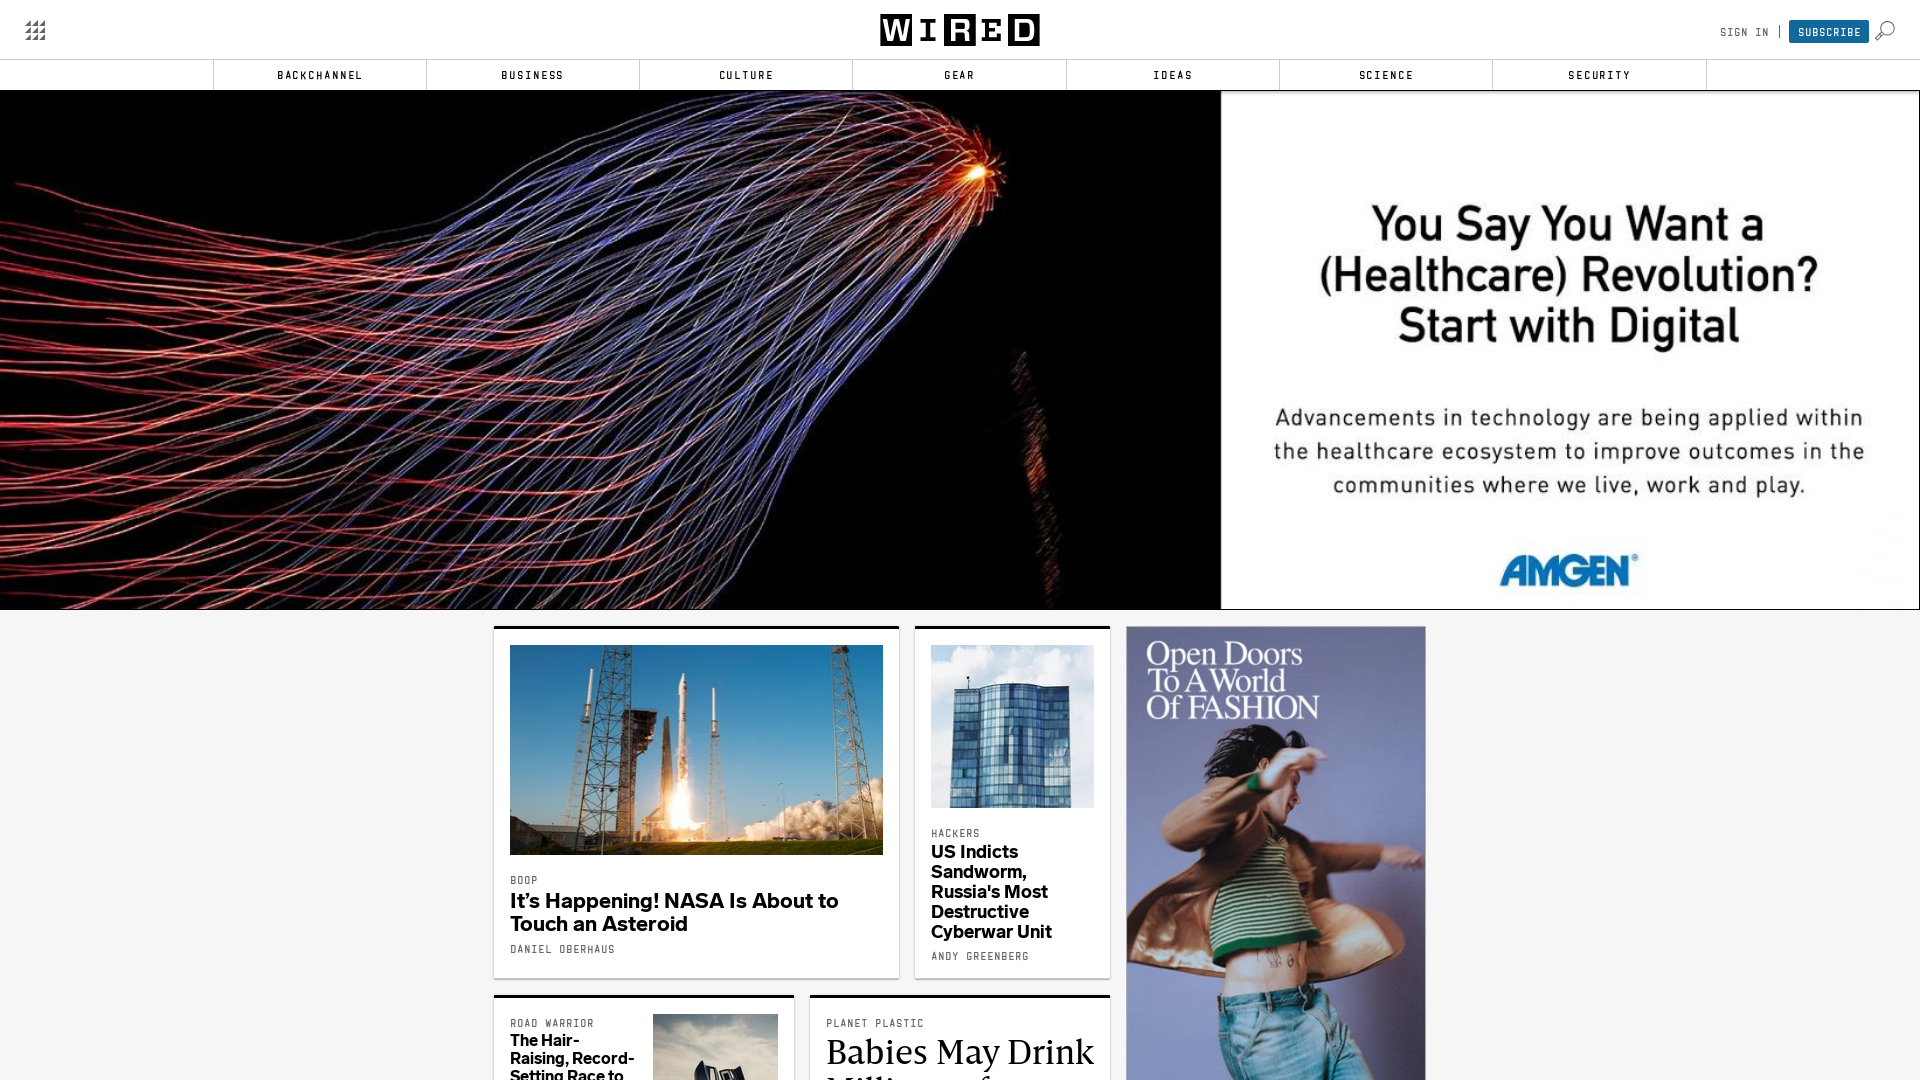 WIRED
SIGN IN
SUBSCRIBE
BACKCHANNEL
BUSINESS
CULTURE
GEAR
IDEAS
SCIENCE
SECURITY
You Say You Want a
(Healthcare) Revolution?
Start with Digital
Advancements in technology are being applied within
the healthcare ecosystem to improve outcomes in the
communities where we live, work and play.
AMGEN®
BOOP
It’s Happening! NASA Is About to
Touch an Asteroid
DANIEL OBERHAUS
HACKERS
US Indicts
Sandworm,
Russia's Most
Destructive
Cyberwar Unit
ANDY GREENBERG
Open Doors
To A World
Of FASHION
ROAD WARRIOR
The Hair-
Raising, Record-
Setting Race to
PLANET PLASTIC
Babies May Drink